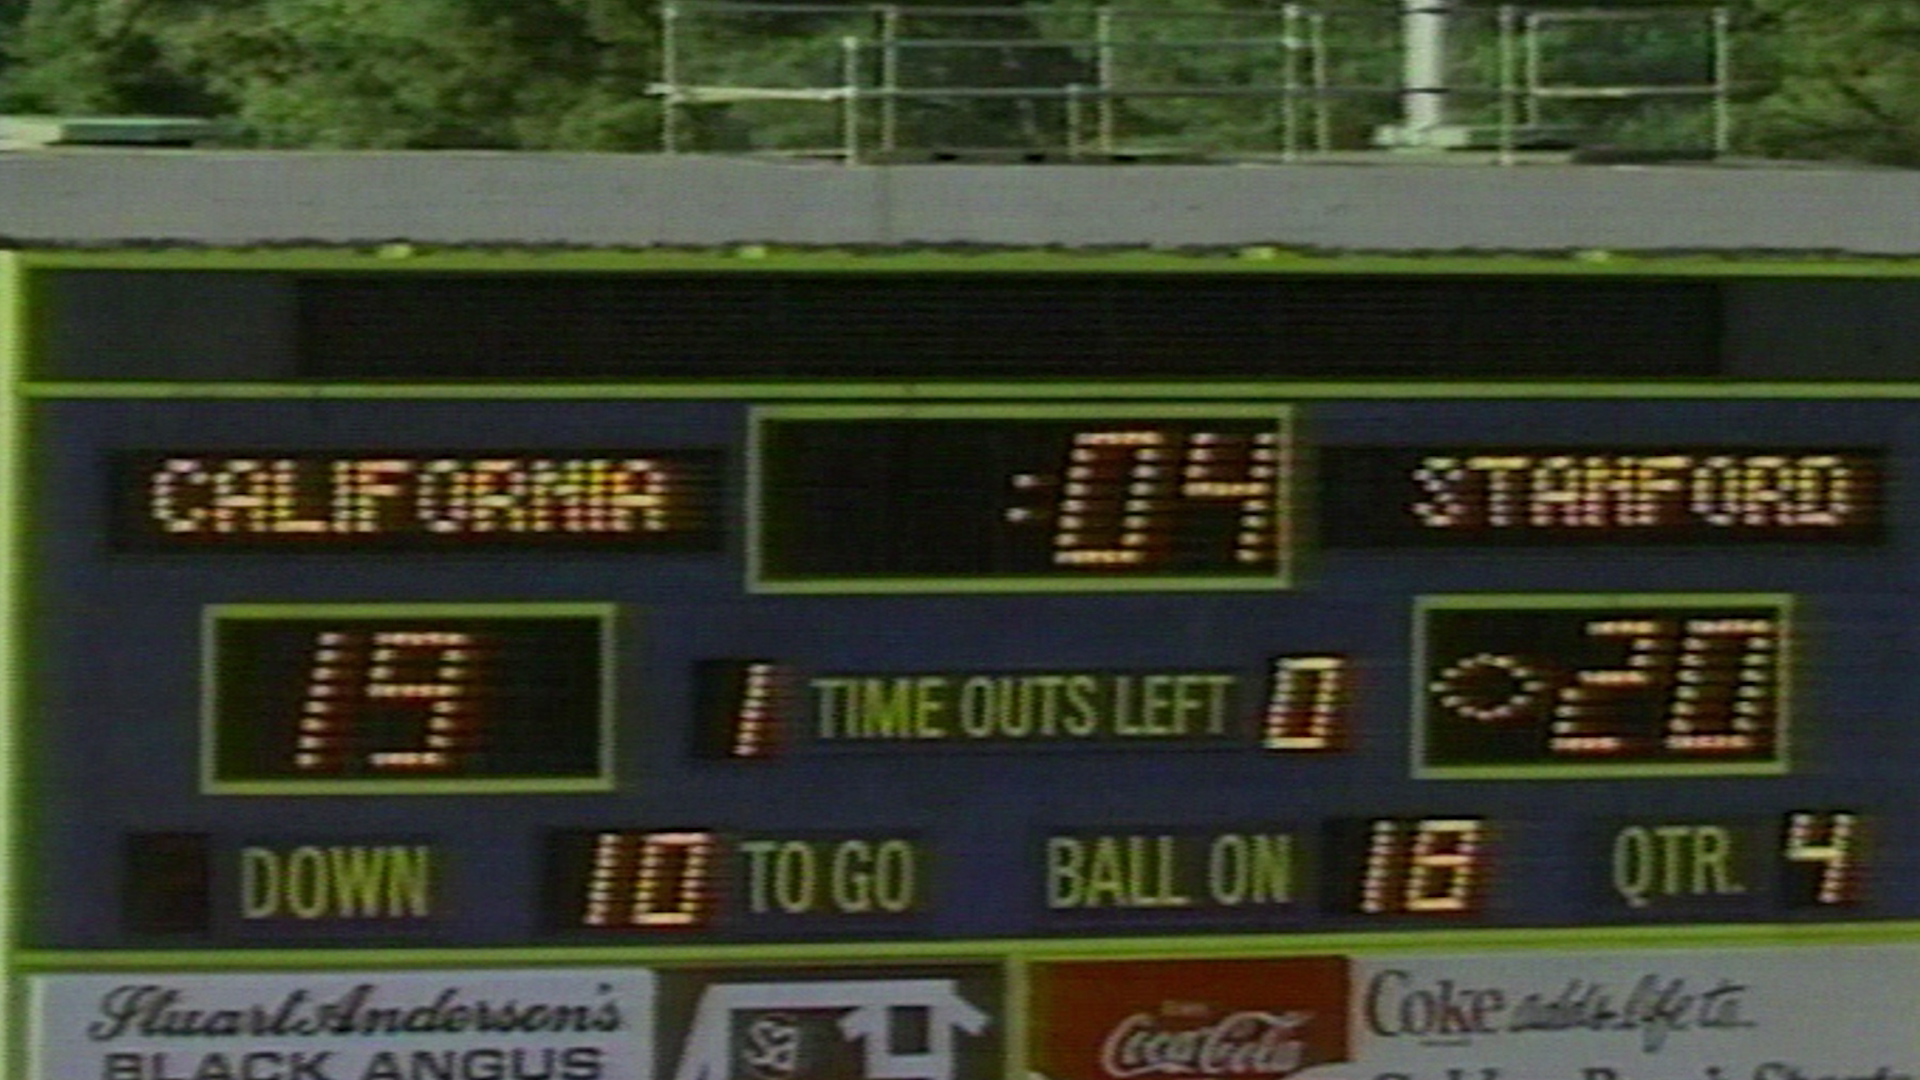 CALIFORNIA :04 STANFORD
19 1 TIME OUTS LEFT 0 20
DOWN 10 TO GO BALL ON 18 QTR. 4
Stuart Anderson's
BLACK ANGUS
Sa
Coca-Cola
Coke adds life to...